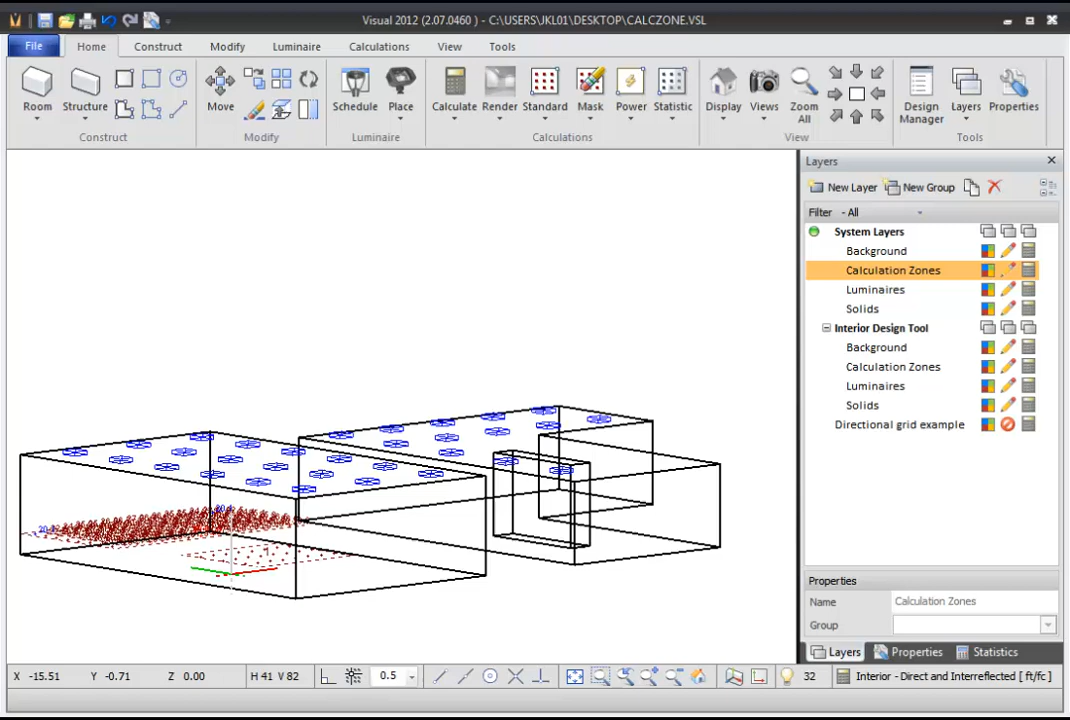 Visual 2012 (2.07.0460 ) - C:\USERS\JKL01\DESKTOP\CALCZONE.VSL
File Home Construct Modify Luminaire Calculations View Tools
Room Structure Move Schedule Place Calculate Render Standard Mask Power Statistic Display Views Zoom All Design Manager Layers Properties
Construct Modify Luminaire Calculations View Tools
Layers
New Layer New Group
Filter - All
System Layers
Background
Calculation Zones
Luminaires
Solids
Interior Design Tool
Background
Calculation Zones
Luminaires
Solids
Directional grid example
Properties
Name Calculation Zones
Group
Layers Properties Statistics
X -15.51 Y -0.71 Z 0.00 H 41 V 82 0.5 32 Interior - Direct and Interreflected [ ft/fc ]